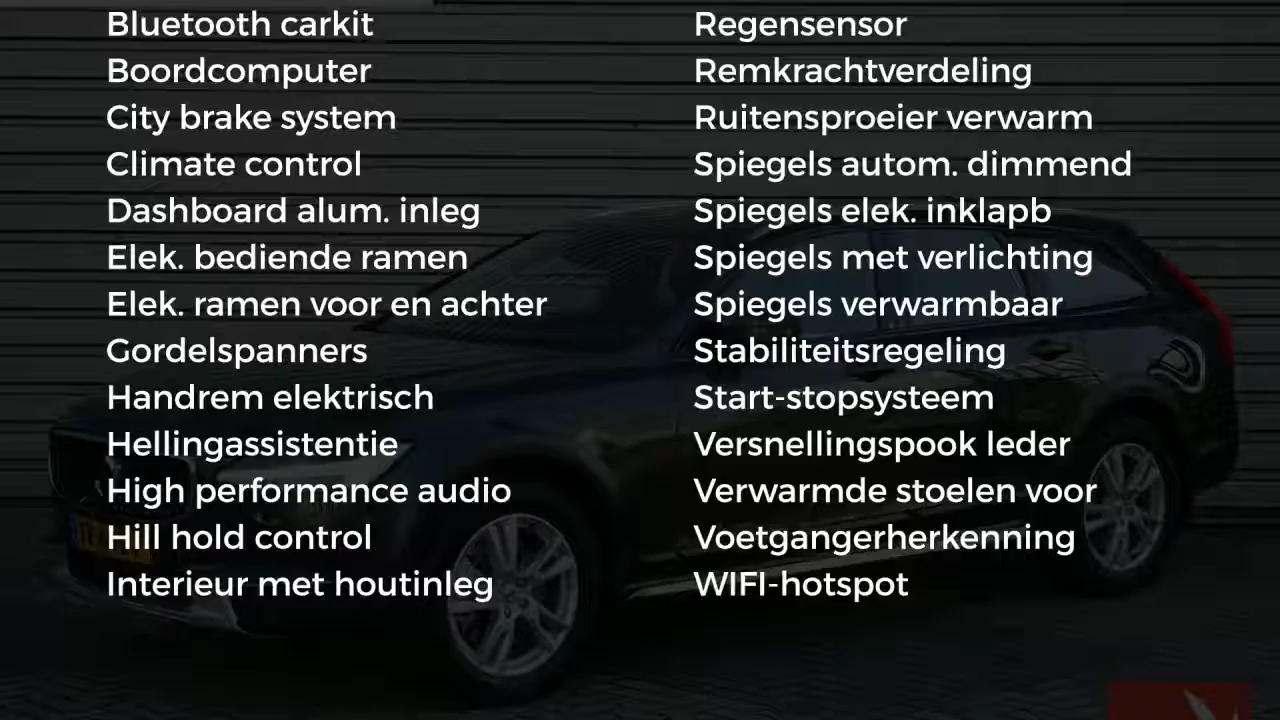 Bluetooth carkit
Boordcomputer
City brake system
Climate control
Dashboard alum. inleg
Elek. bediende ramen
Elek. ramen voor en achter
Gordelspanners
Handrem elektrisch
Hellingassistentie
High performance audio
Hill hold control
Interieur met houtinleg
Regensensor
Remkrachtverdeling
Ruitensproeier verwarm
Spiegels autom. dimmend
Spiegels elek. inklapb
Spiegels met verlichting
Spiegels verwarmbaar
Stabiliteitsregeling
Start-stopsysteem
Versnellingspook leder
Verwarmde stoelen voor
Voetgangerherkenning
WIFI-hotspot